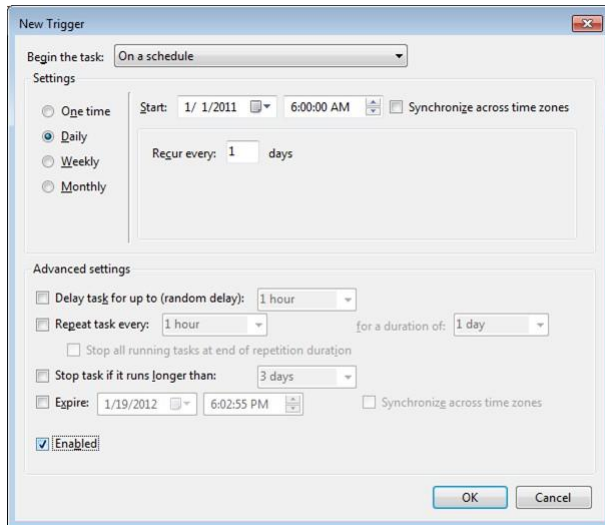 New Trigger
Begin the task: On a schedule
Settings
One time
Start: 1/ 1/2011 6:00:00 AM Synchronize across time zones
Daily
Recur every: 1 days
Weekly
Monthly
Advanced settings
Delay task for up to (random delay): 1 hour
Repeat task every: 1 hour for a duration of: 1 day
Stop all running tasks at end of repetition duration
Stop task if it runs longer than: 3 days
Expire: 1/19/2012 6:02:55 PM Synchronize across time zones
Enabled
OK Cancel